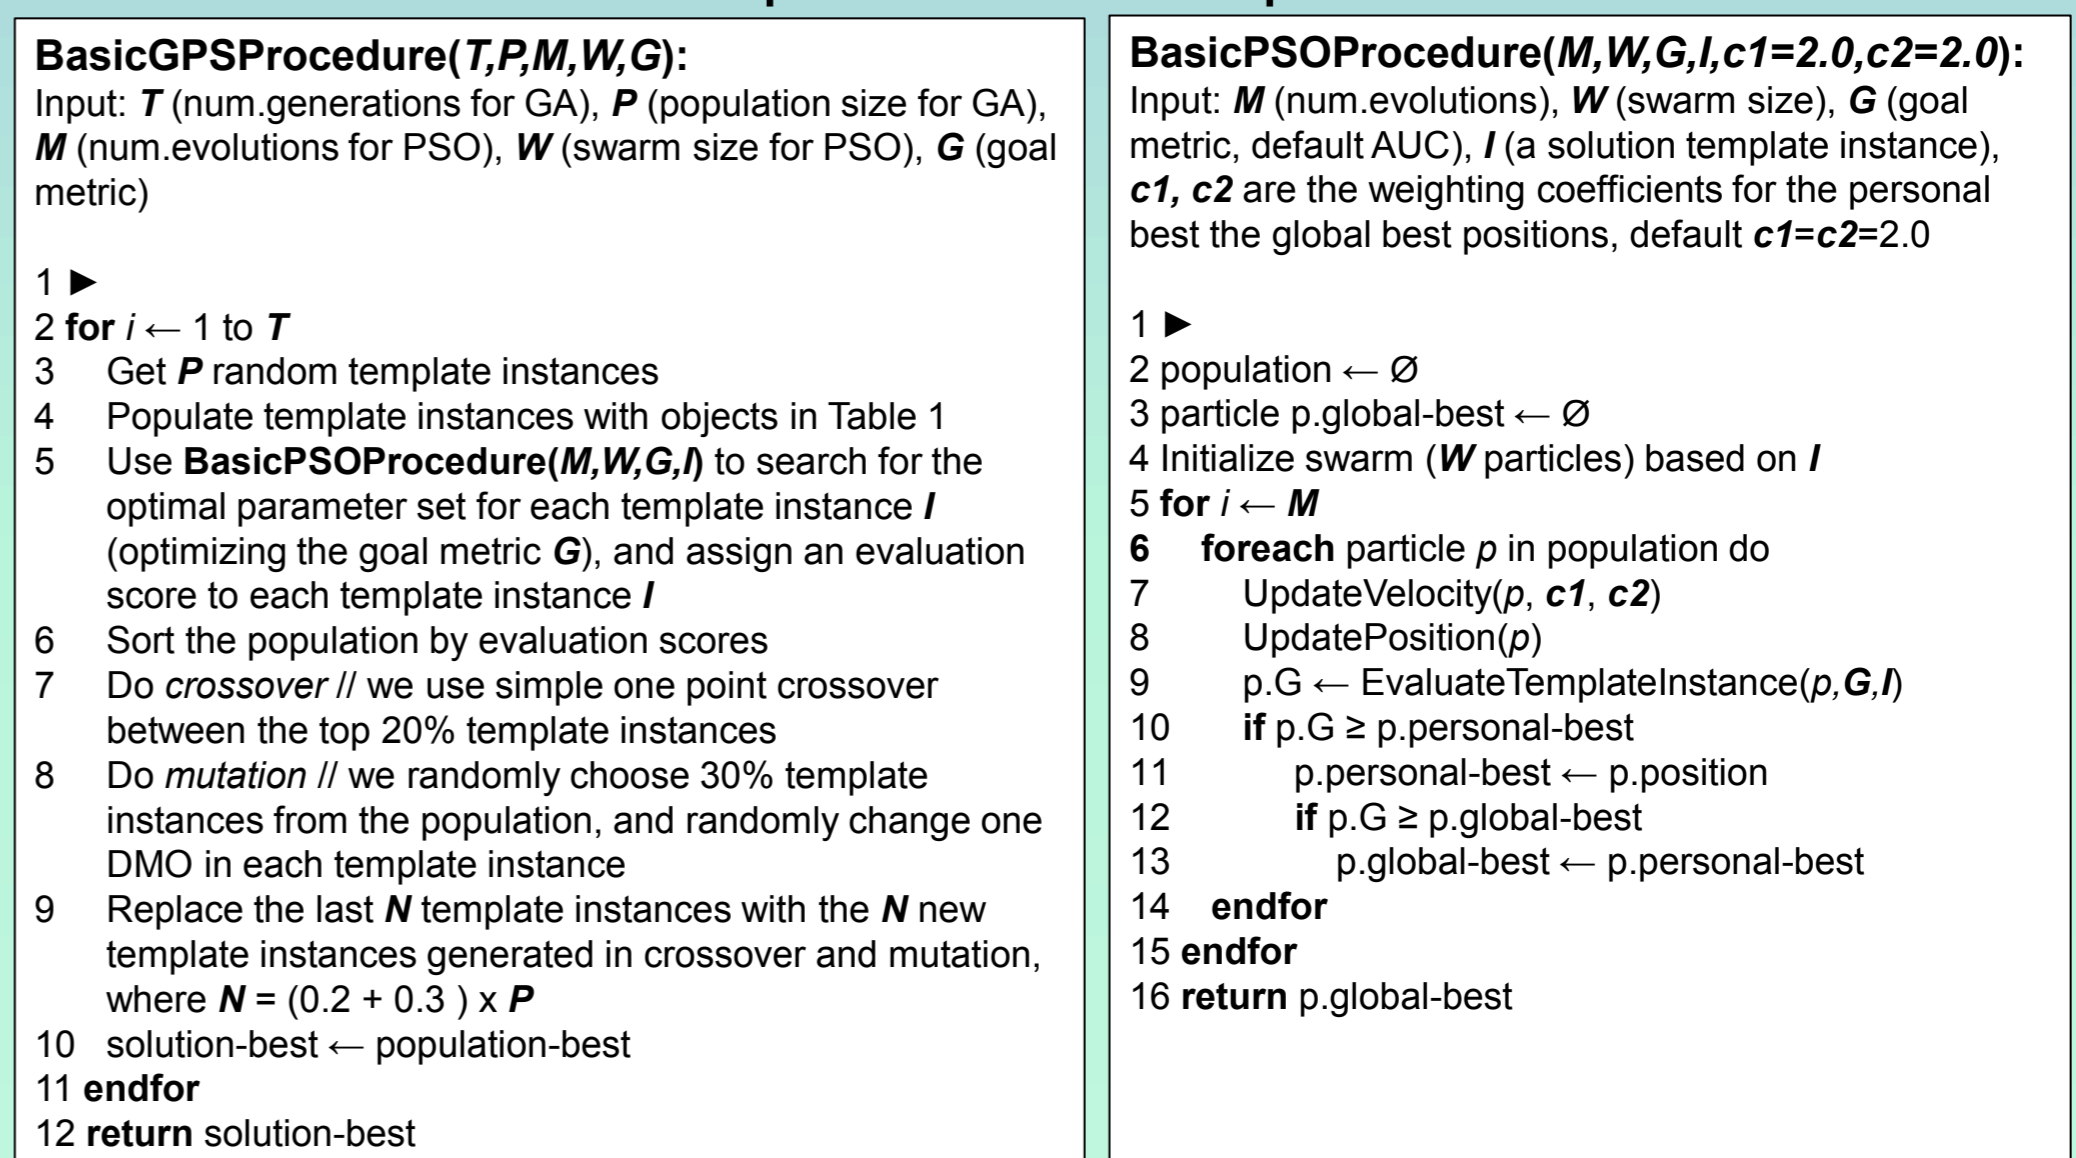 BasicGPSProcedure(T,P,M,W,G):
Input: T (num.generations for GA), P (population size for GA),
M (num.evolutions for PSO), W (swarm size for PSO), G (goal
metric)
1 ►
2 for i ← 1 to T
3 Get P random template instances
4 Populate template instances with objects in Table 1
5 Use BasicPSOProcedure(M,W,G,I) to search for the
optimal parameter set for each template instance I
(optimizing the goal metric G), and assign an evaluation
score to each template instance I
6 Sort the population by evaluation scores
7 Do crossover // we use simple one point crossover
between the top 20% template instances
8 Do mutation // we randomly choose 30% template
instances from the population, and randomly change one
DMO in each template instance
9 Replace the last N template instances with the N new
template instances generated in crossover and mutation,
where N = (0.2 + 0.3 ) x P
10 solution-best ← population-best
11 endfor
12 return solution-best
BasicPSOProcedure(M,W,G,I,c1=2.0,c2=2.0):
Input: M (num.evolutions), W (swarm size), G (goal
metric, default AUC), I (a solution template instance),
c1, c2 are the weighting coefficients for the personal
best the global best positions, default c1=c2=2.0
1 ►
2 population ← Ø
3 particle p.global-best ← Ø
4 Initialize swarm (W particles) based on I
5 for i ← M
6 foreach particle p in population do
7 UpdateVelocity(p, c1, c2)
8 UpdatePosition(p)
9 p.G ← EvaluateTemplateInstance(p,G,I)
10 if p.G ≥ p.personal-best
11 p.personal-best ← p.position
12 if p.G ≥ p.global-best
13 p.global-best ← p.personal-best
14 endfor
15 endfor
16 return p.global-best